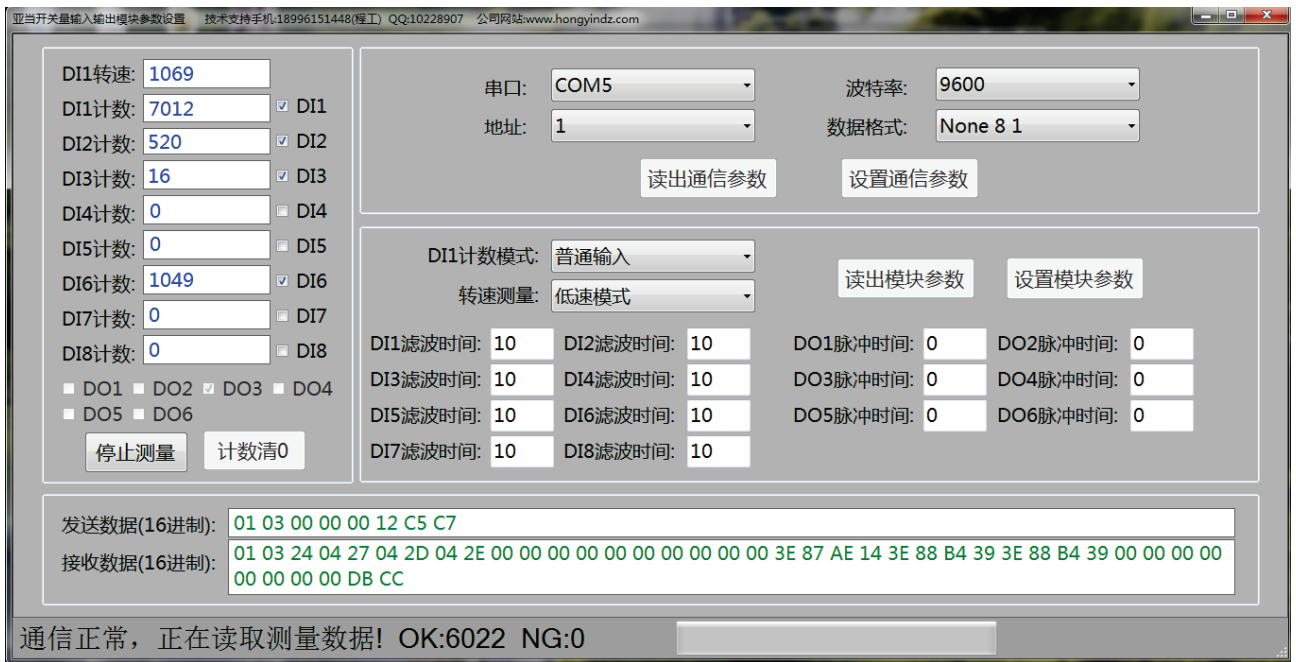 亚当开关量输入输出模块参数设置 技术支持手机:18996151448(程工) QQ:10228907 公司网站:www.hongyindz.com
DI1转速: 1069
DI1计数: 7012 DI1
DI2计数: 520 DI2
DI3计数: 16 DI3
DI4计数: 0 DI4
DI5计数: 0 DI5
DI6计数: 1049 DI6
DI7计数: 0 DI7
DI8计数: 0 DI8
DO1 DO2 DO3 DO4
DO5 DO6
停止测量 计数清0
串口: COM5 波特率: 9600
地址: 1 数据格式: None 8 1
读出通信参数 设置通信参数
DI1计数模式: 普通输入
转速测量: 低速模式
读出模块参数 设置模块参数
DI1滤波时间: 10 DI2滤波时间: 10 DO1脉冲时间: 0 DO2脉冲时间: 0
DI3滤波时间: 10 DI4滤波时间: 10 DO3脉冲时间: 0 DO4脉冲时间: 0
DI5滤波时间: 10 DI6滤波时间: 10 DO5脉冲时间: 0 DO6脉冲时间: 0
DI7滤波时间: 10 DI8滤波时间: 10
发送数据(16进制): 01 03 00 00 00 12 C5 C7
接收数据(16进制): 01 03 24 04 27 04 2D 04 2E 00 00 00 00 00 00 00 00 00 00 3E 87 AE 14 3E 88 B4 39 3E 88 B4 39 00 00 00 00
00 00 00 00 DB CC
通信正常，正在读取测量数据! OK:6022 NG:0